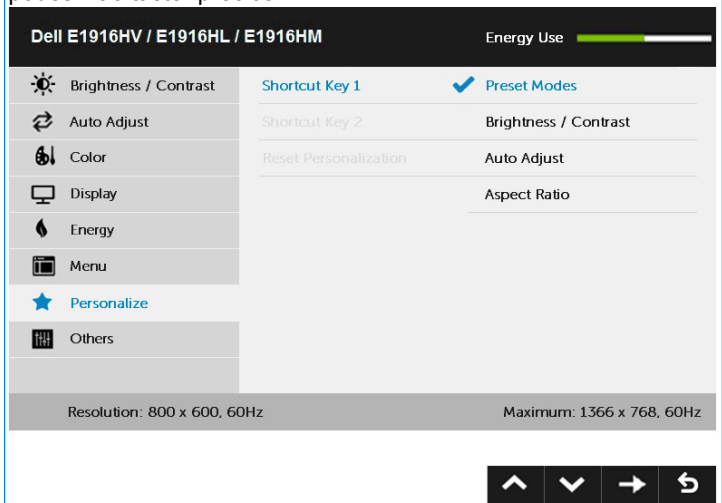 Dell E1916HV / E1916HL / E1916HM
Energy Use
Brightness / Contrast
Auto Adjust
Color
Display
Energy
Menu
Personalize
Others
Shortcut Key 1
Shortcut Key 2
Reset Personalization
Preset Modes
Brightness / Contrast
Auto Adjust
Aspect Ratio
Resolution: 800 x 600, 60Hz
Maximum: 1366 x 768, 60Hz